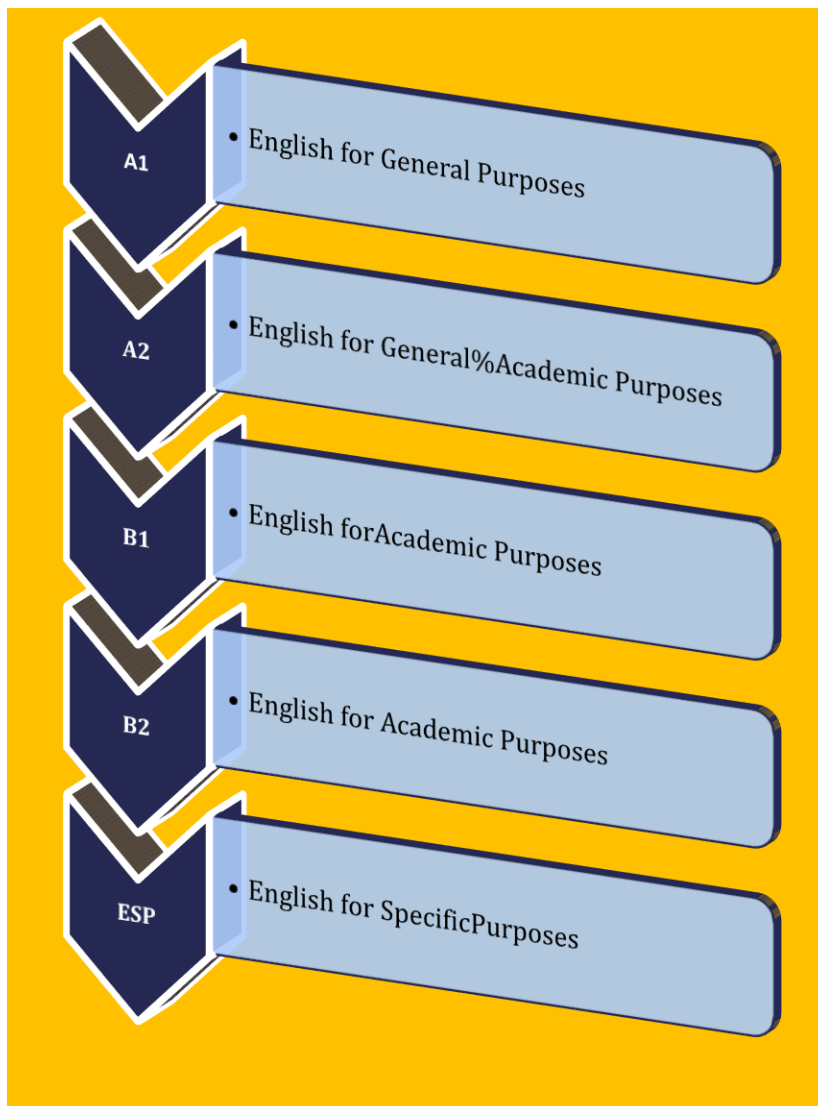 A1
• English for General Purposes
A2
• English for General%Academic Purposes
B1
• English forAcademic Purposes
B2
• English for Academic Purposes
ESP
• English for SpecificPurposes